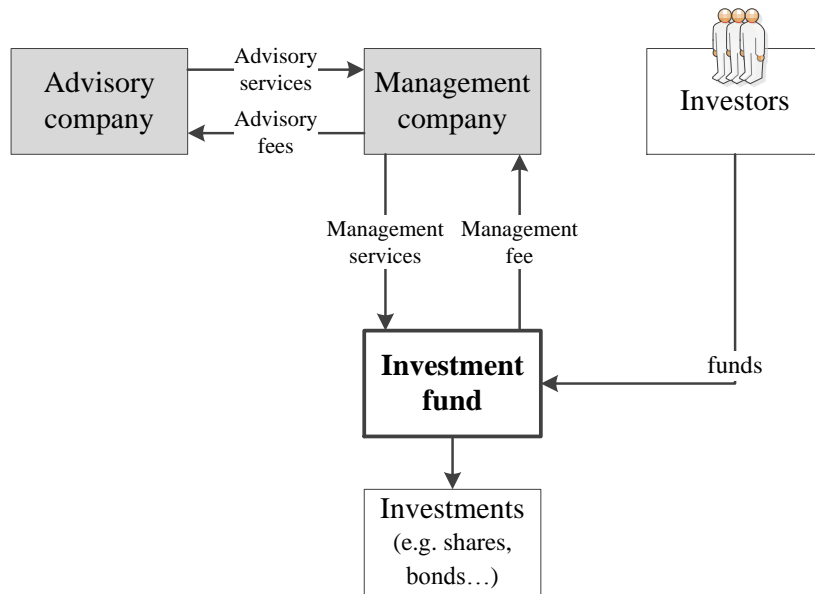 Advisory
company
Advisory
services
Advisory
fees
Management
company
Investors
Management
services
Management
fee
Investment
fund
funds
Investments
(e.g. shares,
bonds…)